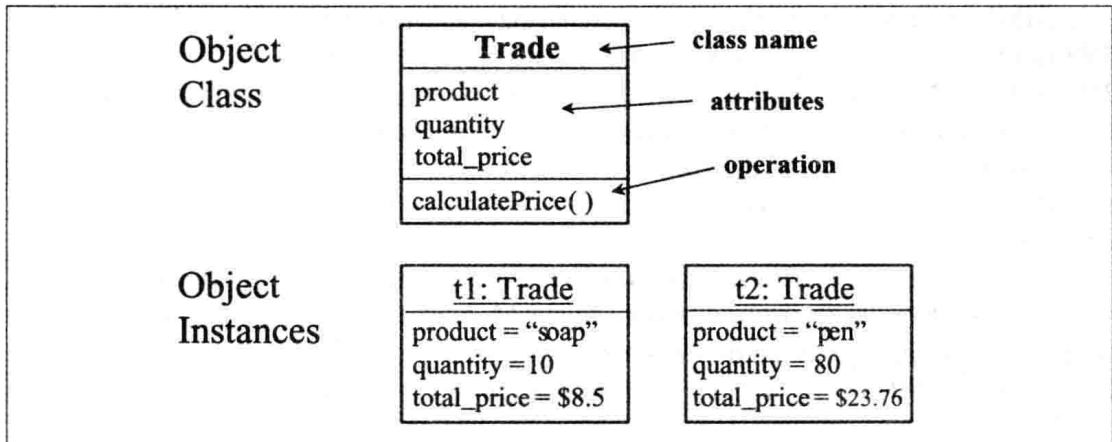 Object
Class
Trade
class name
product
quantity
total_price
attributes
operation
calculatePrice( )
Object
Instances
t1: Trade
product = “soap”
quantity =10
total_price = $8.5
t2: Trade
product = “pen”
quantity = 80
total_price = $23.76